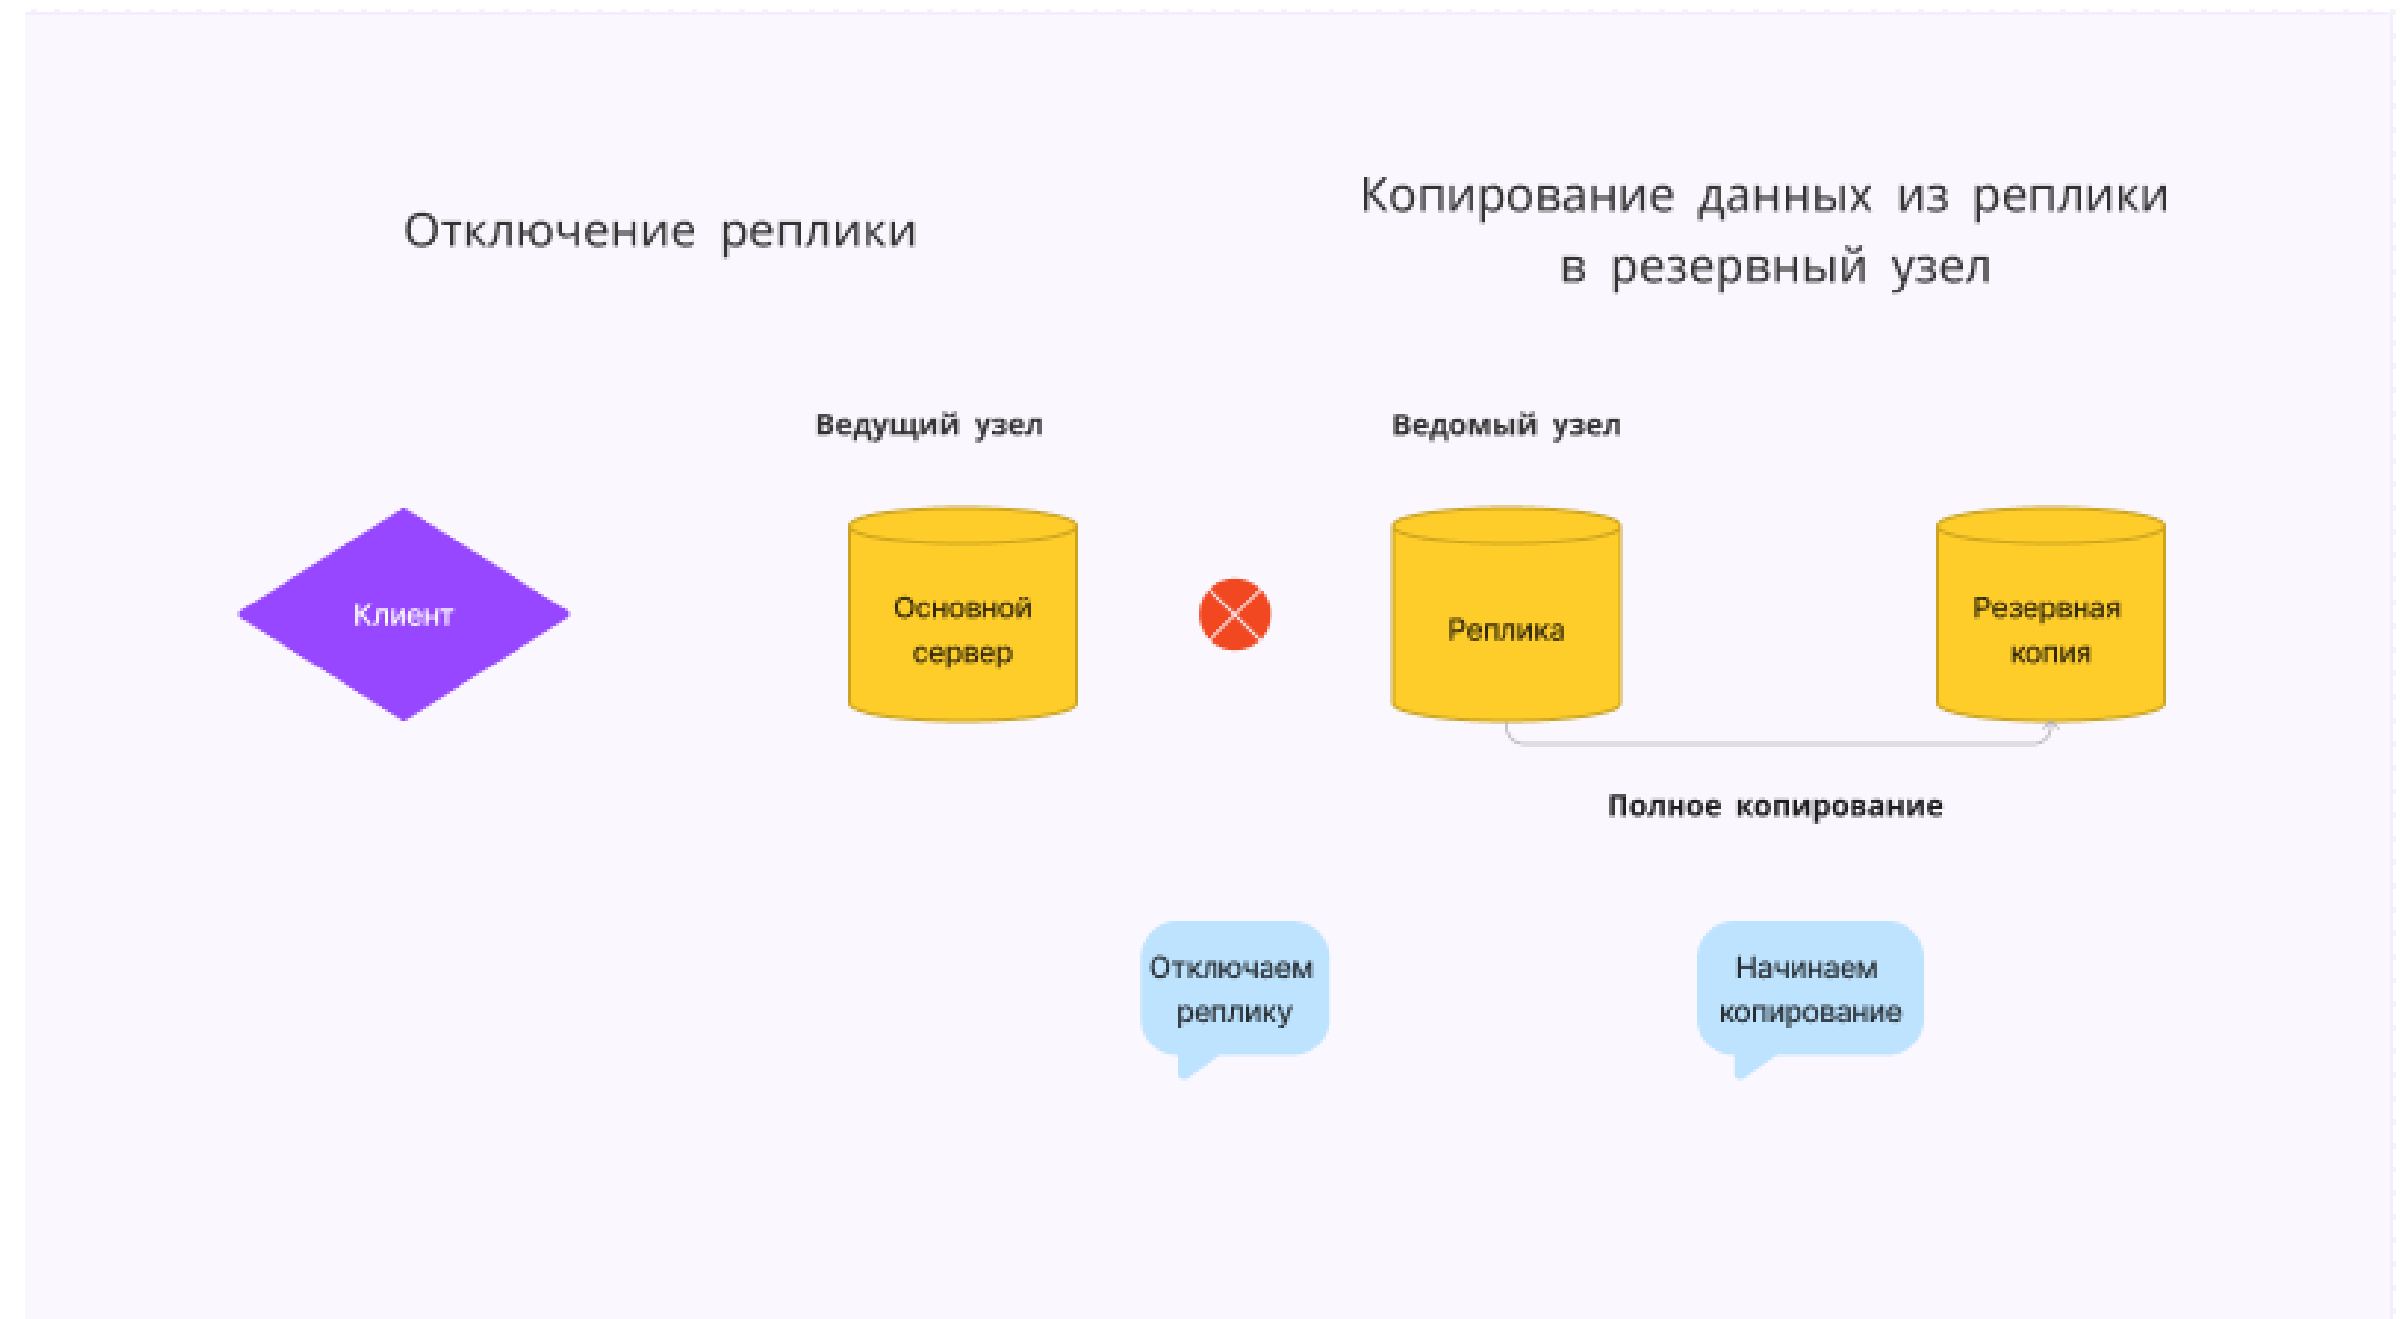 Отключение реплики
Копирование данных из реплики
в резервный узел
Ведущий узел
Ведомый узел
Клиент
Основной
сервер
Реплика
Резервная
копия
Полное копирование
Отключаем
реплику
Начинаем
копирование